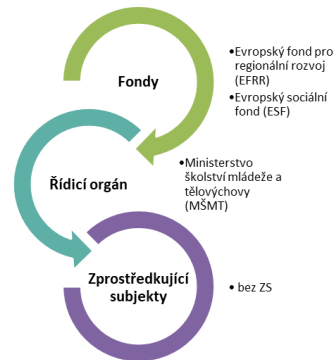 Fondy
•Evropský fond pro
regionální rozvoj
(EFRR)
•Evropský sociální
fond (ESF)
Řídicí orgán
•Ministerstvo
školství mládeže a
tělovýchovy
(MŠMT)
Zprostředkující
subjekty
• bez ZS